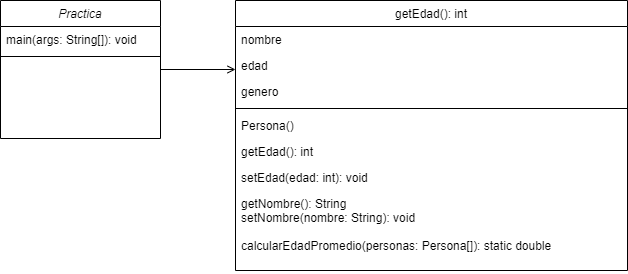 Practica
main(args: String[]): void
getEdad(): int
nombre
edad
genero
Persona()
getEdad(): int
setEdad(edad: int): void
getNombre(): String
setNombre(nombre: String): void
calcularEdadPromedio(personas: Persona[]): static double